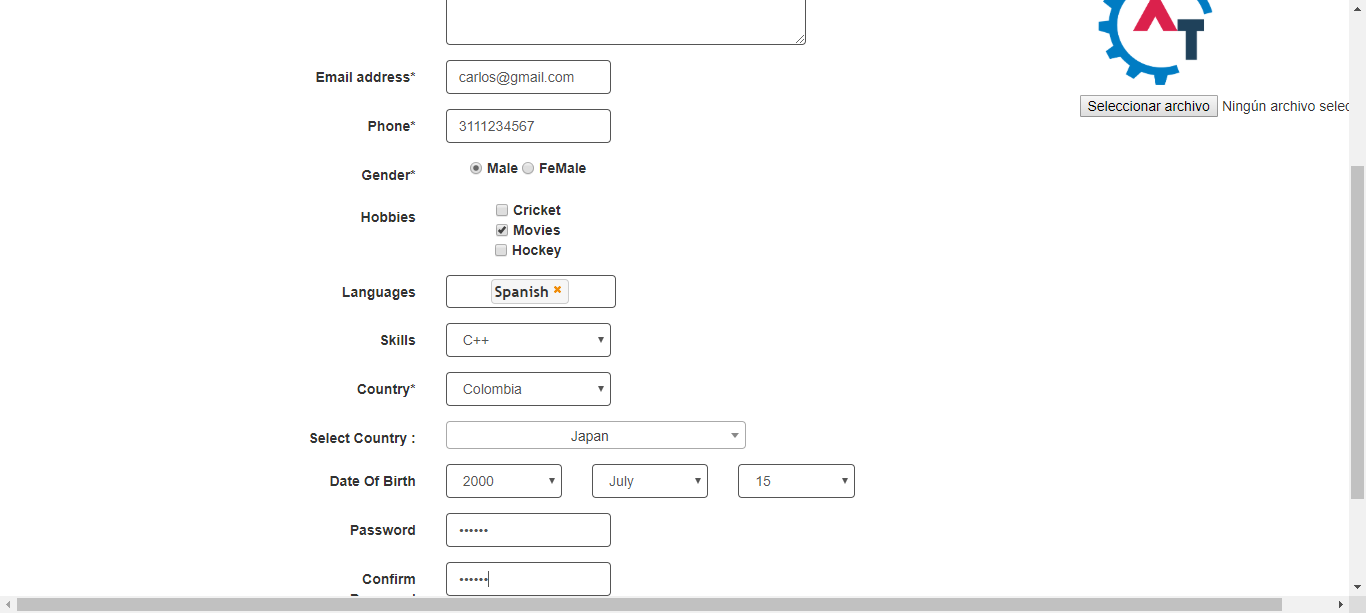 Email address* carlos@gmail.com
Seleccionar archivo Ningún archivo selec
Phone* 3111234567
Gender* Male FeMale
Hobbies Cricket
Movies
Hockey
Languages Spanish
Skills C++
Country* Colombia
Select Country : Japan
Date Of Birth 2000 July 15
Password ••••••
Confirm ••••••